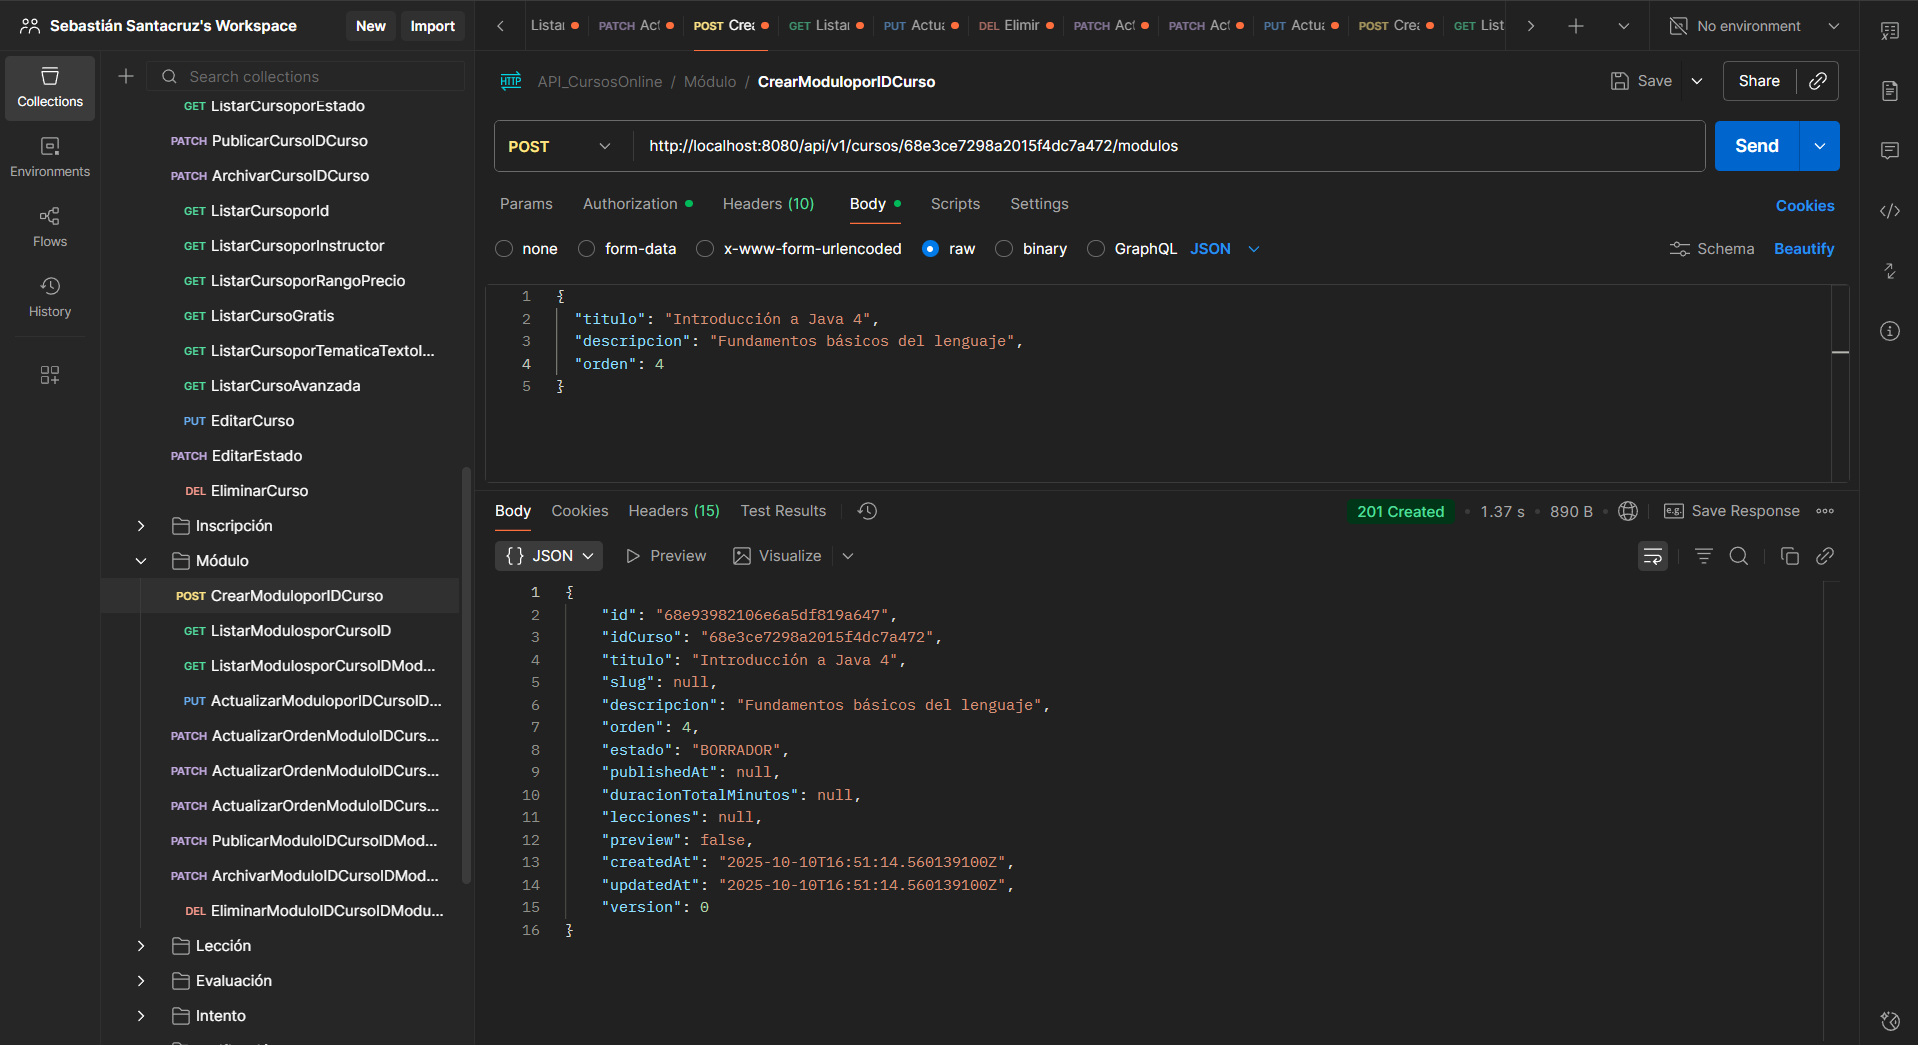 Sebastián Santacruz's Workspace
New
Import
Listar
PATCH Act
POST Crea
GET Listar
PUT Actua
DEL Elimir
PATCH Act
PATCH Act
PUT Actua
POST Crea
GET List
No environment
Collections
Environments
Flows
History
Search collections
GET ListarCursoporEstado
PATCH PublicarCursoIDCurso
PATCH ArchivarCursoIDCurso
GET ListarCursoporId
GET ListarCursoporInstructor
GET ListarCursoporRangoPrecio
GET ListarCursoGratis
GET ListarCursoporTematicaTextoI...
GET ListarCursoAvanzada
PUT EditarCurso
PATCH EditarEstado
DEL EliminarCurso
Inscripción
Módulo
POST CrearModuloporIDCurso
GET ListarModulosporCursoID
GET ListarModulosporCursoIDMod...
PUT ActualizarModuloporIDCursoID...
PATCH ActualizarOrdenModuloIDCurs...
PATCH ActualizarOrdenModuloIDCurs...
PATCH ActualizarOrdenModuloIDCurs...
PATCH PublicarModuloIDCursoIDMod...
PATCH ArchivarModuloIDCursoIDMod...
DEL EliminarModuloIDCursoIDModu...
Lección
Evaluación
Intento
HTTP API_CursosOnline / Módulo / CrearModuloporIDCurso
Save
Share
POST http://localhost:8080/api/v1/cursos/68e3ce7298a2015f4dc7a472/modulos
Send
Params Authorization Headers (10) Body Scripts Settings
Cookies
none form-data x-www-form-urlencoded raw binary GraphQL JSON
Schema Beautify
1 {
2 "titulo": "Introducción a Java 4",
3 "descripcion": "Fundamentos básicos del lenguaje",
4 "orden": 4
5 }
Body Cookies Headers (15) Test Results
201 Created • 1.37 s • 890 B
e.g. Save Response
{} JSON Preview Visualize
1 {
2 "id": "68e93982106e6a5df819a647",
3 "idCurso": "68e3ce7298a2015f4dc7a472",
4 "titulo": "Introducción a Java 4",
5 "slug": null,
6 "descripcion": "Fundamentos básicos del lenguaje",
7 "orden": 4,
8 "estado": "BORRADOR",
9 "publishedAt": null,
10 "duracionTotalMinutos": null,
11 "lecciones": null,
12 "preview": false,
13 "createdAt": "2025-10-10T16:51:14.560139100Z",
14 "updatedAt": "2025-10-10T16:51:14.560139100Z",
15 "version": 0
16 }